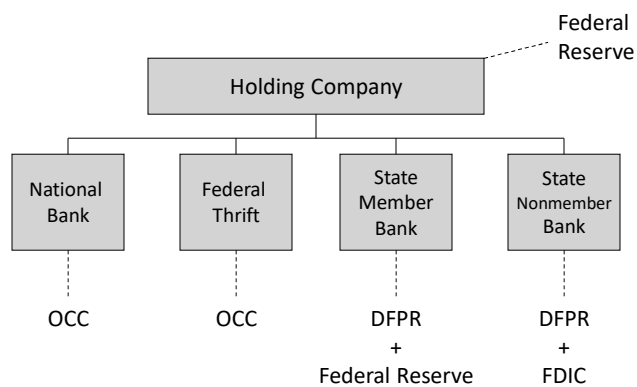 Federal
Reserve
Holding Company
National
Bank
Federal
Thrift
State
Member
Bank
State
Nonmember
Bank
OCC
OCC
DFPR
+
Federal Reserve
DFPR
+
FDIC